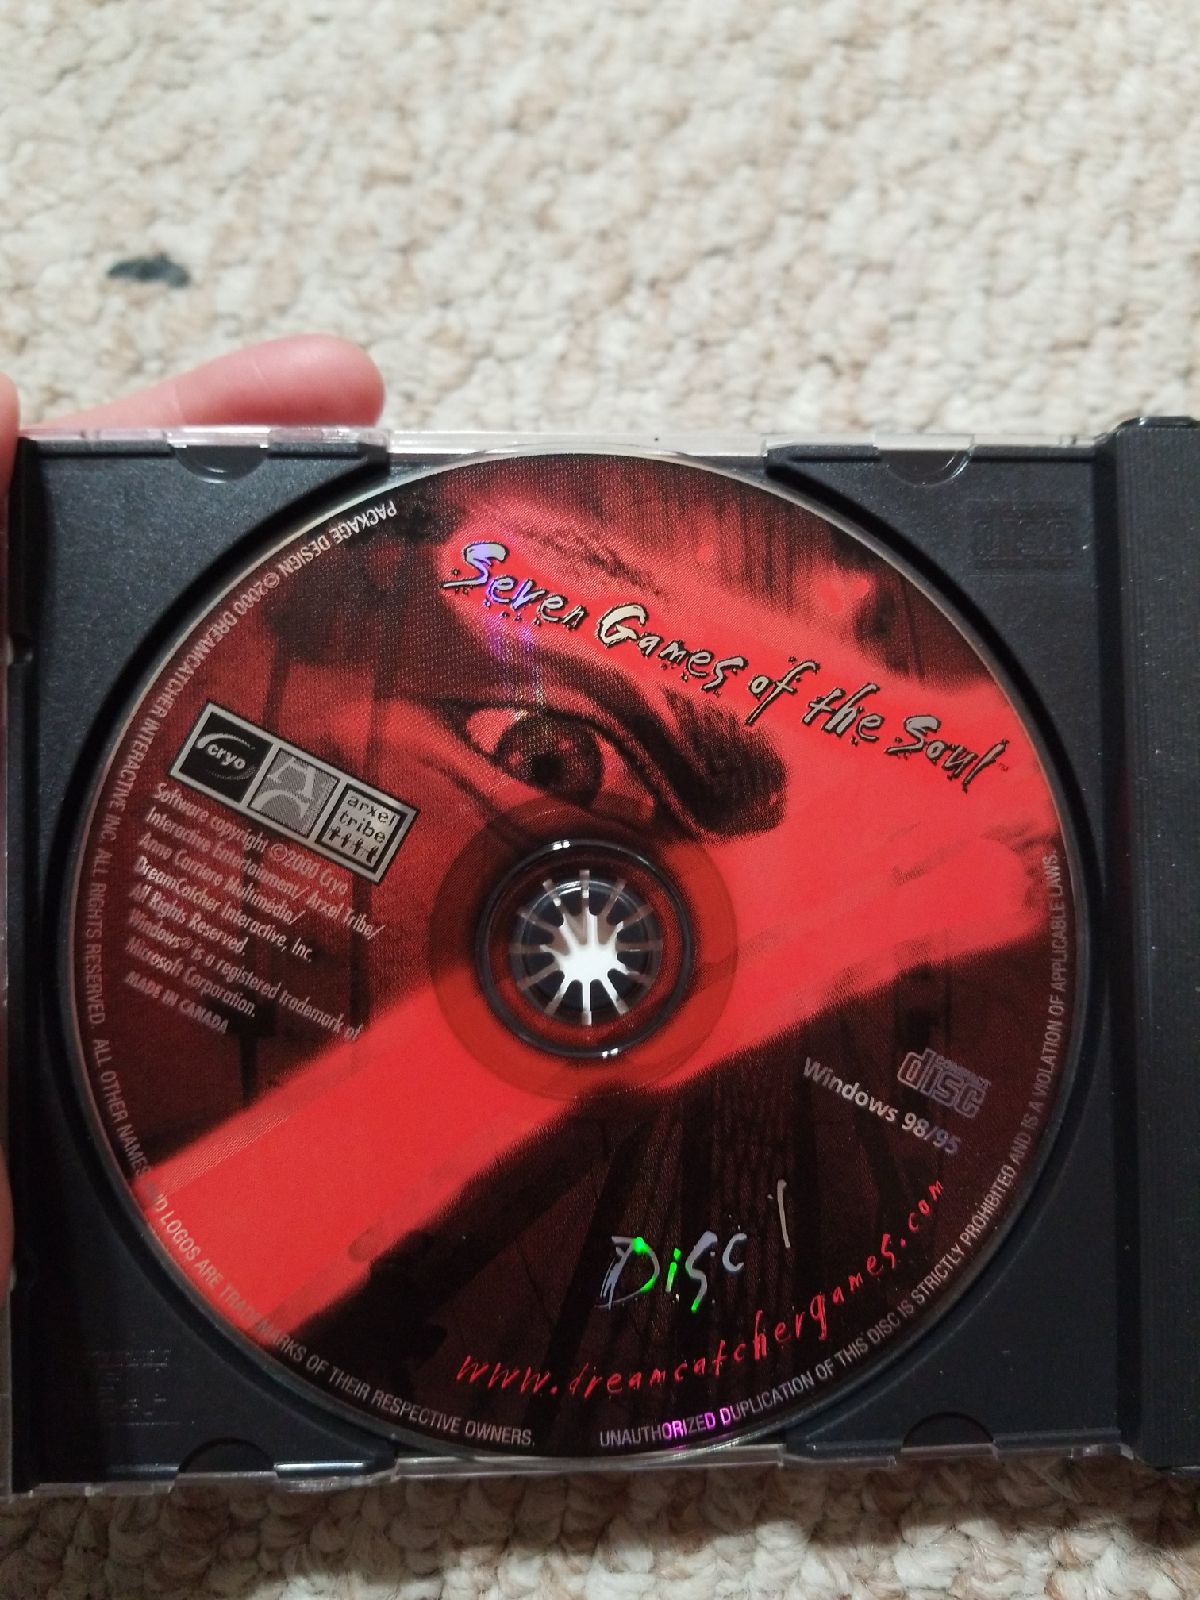 Seven Games of the Soul
cryo
AC
arxel
tribe
Software copyright ©2000 Cryo
Interactive Entertainment/ Arxel Tribe/
Anne Carriere Multimedia/
DreamCatcher Interactive, Inc.
All Rights Reserved.
Windows® is a registered trademark of
Microsoft Corporation.
MADE IN CANADA
disc
Windows 98/95
Disc 1
www.dreamcatchergames.com
PACKAGE DESIGN ©2000 DREAMCATCHER INTERACTIVE INC. ALL RIGHTS RESERVED. ALL OTHER NAMES AND LOGOS ARE TRADEMARKS OF THEIR RESPECTIVE OWNERS.
UNAUTHORIZED DUPLICATION OF THIS DISC IS STRICTLY PROHIBITED AND IS A VIOLATION OF APPLICABLE LAWS.